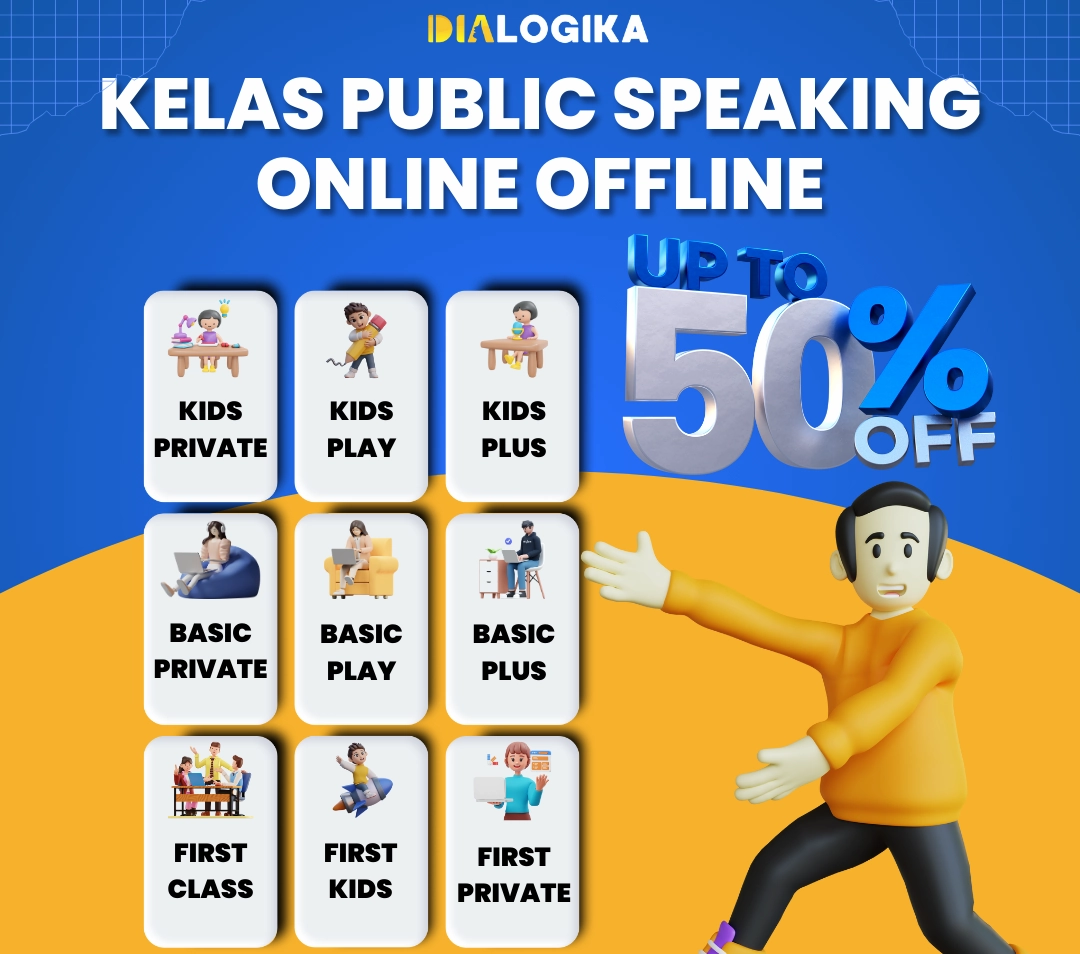 DIALOGIKA
KELAS PUBLIC SPEAKING
ONLINE OFFLINE
UP TO
50%
OFF
KIDS
PRIVATE
KIDS
PLAY
KIDS
PLUS
BASIC
PRIVATE
BASIC
PLAY
BASIC
PLUS
FIRST
CLASS
FIRST
KIDS
FIRST
PRIVATE